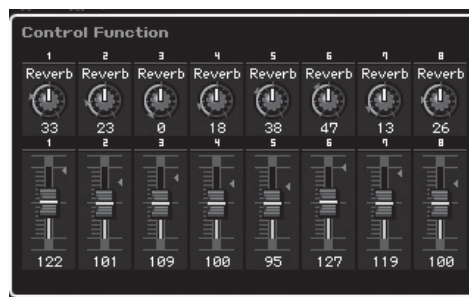 Control Function
1 2 3 4 5 6 7 8
Reverb Reverb Reverb Reverb Reverb Reverb Reverb Reverb
33 23 0 18 38 47 13 26
1 2 3 4 5 6 7 8
122 101 109 100 95 127 119 100